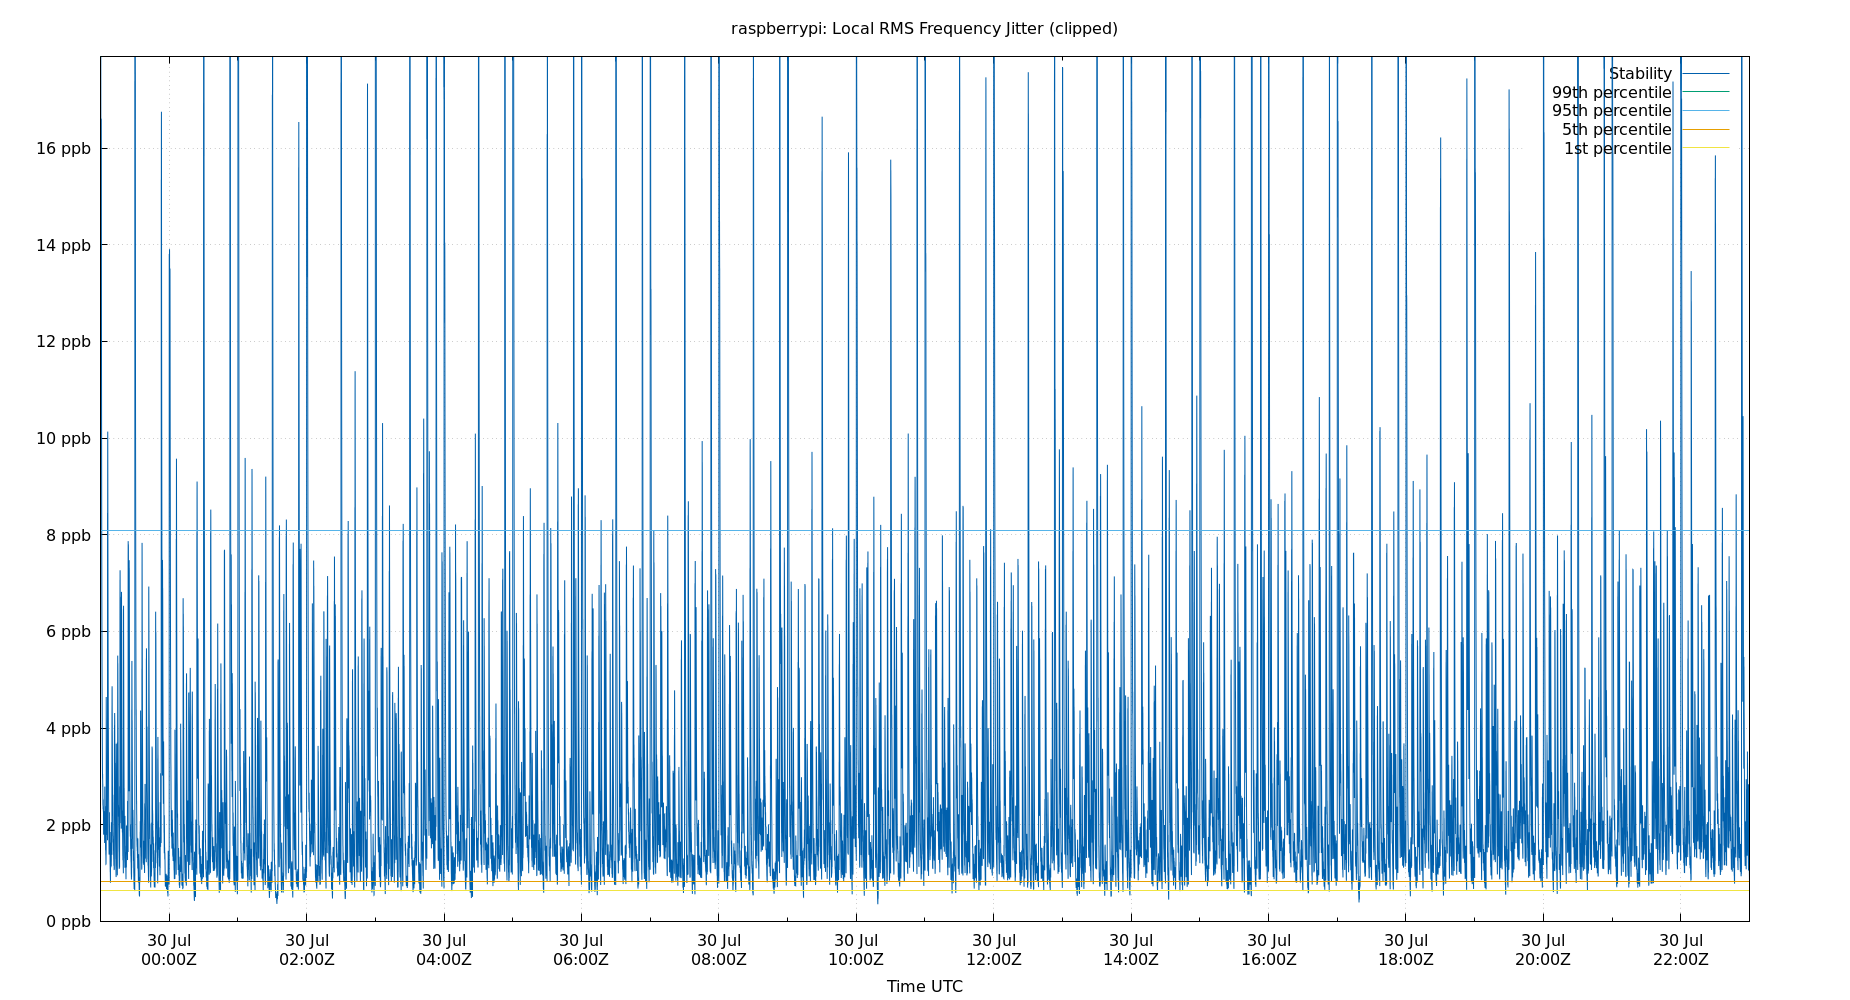 raspberrypi: Local RMS Frequency Jitter (clipped)
Stability
99th percentile
95th percentile
5th percentile
1st percentile
16 ppb
14 ppb
12 ppb
10 ppb
8 ppb
6 ppb
4 ppb
2 ppb
0 ppb
30 Jul 30 Jul 30 Jul 30 Jul 30 Jul 30 Jul 30 Jul 30 Jul 30 Jul 30 Jul 30 Jul 30 Jul
00:00Z 02:00Z 04:00Z 06:00Z 08:00Z 10:00Z 12:00Z 14:00Z 16:00Z 18:00Z 20:00Z 22:00Z
Time UTC